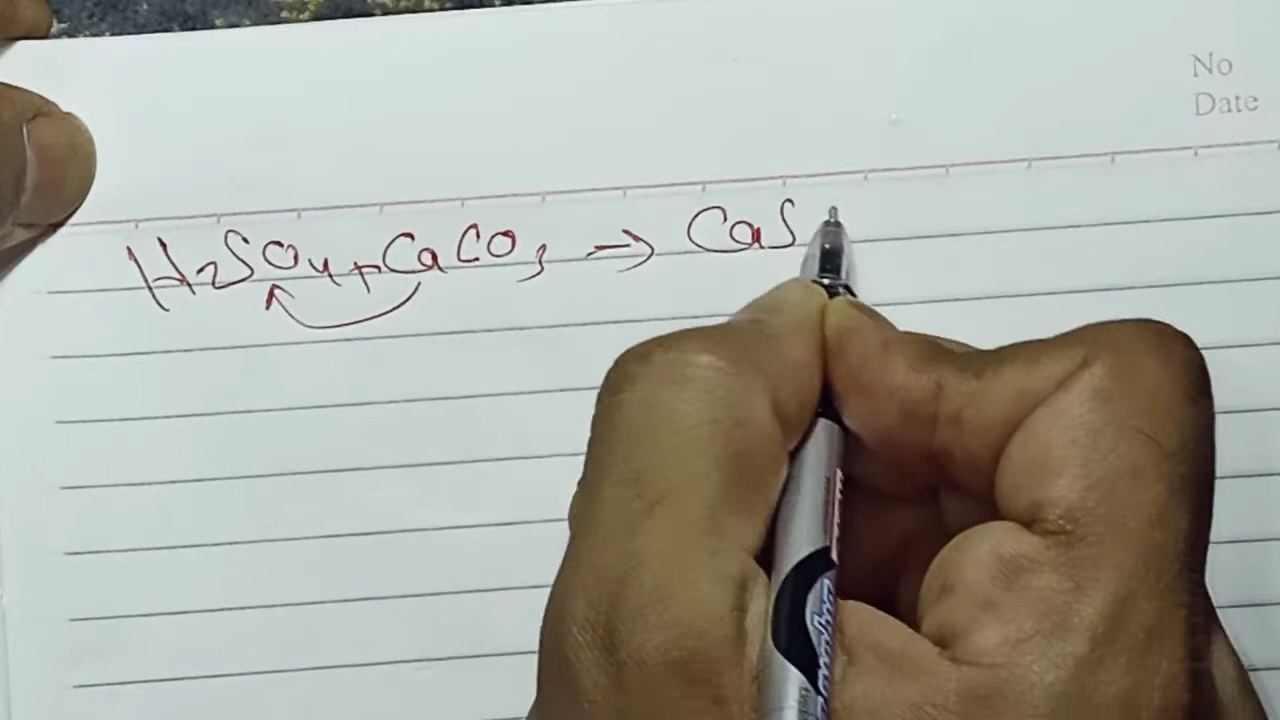 No
Date
H2SO4 + CaCO3 → CaS